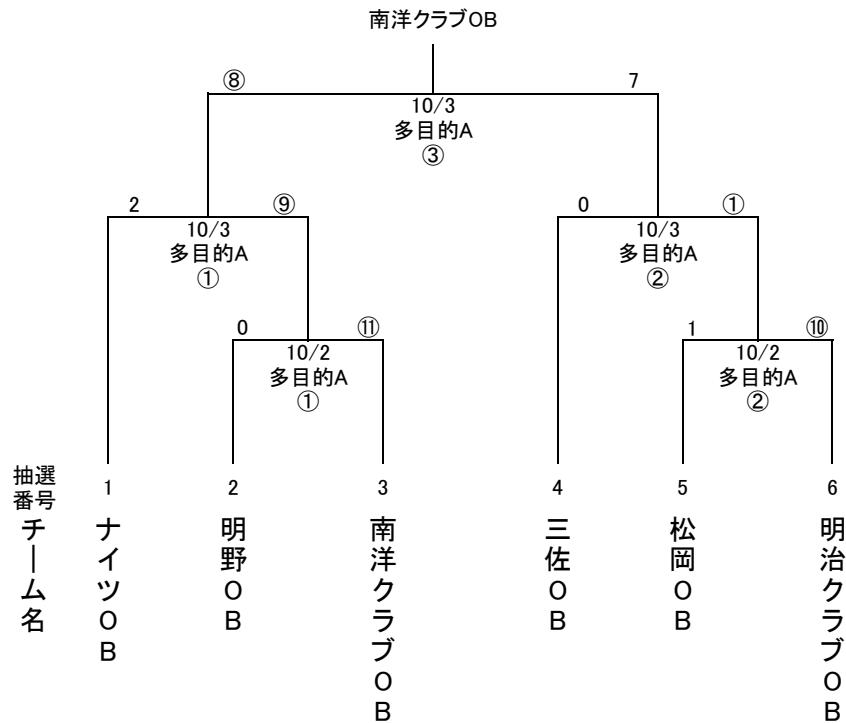 南洋クラブOB
⑧ 7
10/3
多目的A
③
2 ⑨ 0 ①
10/3 10/3
多目的A 多目的A
① ②
0 ⑪ 1 ⑩
10/2 10/2
多目的A 多目的A
① ②
抽選
番号
1 2 3 4 5 6
チーム名
ナイツOB
明野OB
南洋クラブOB
三佐OB
松岡OB
明治クラブOB